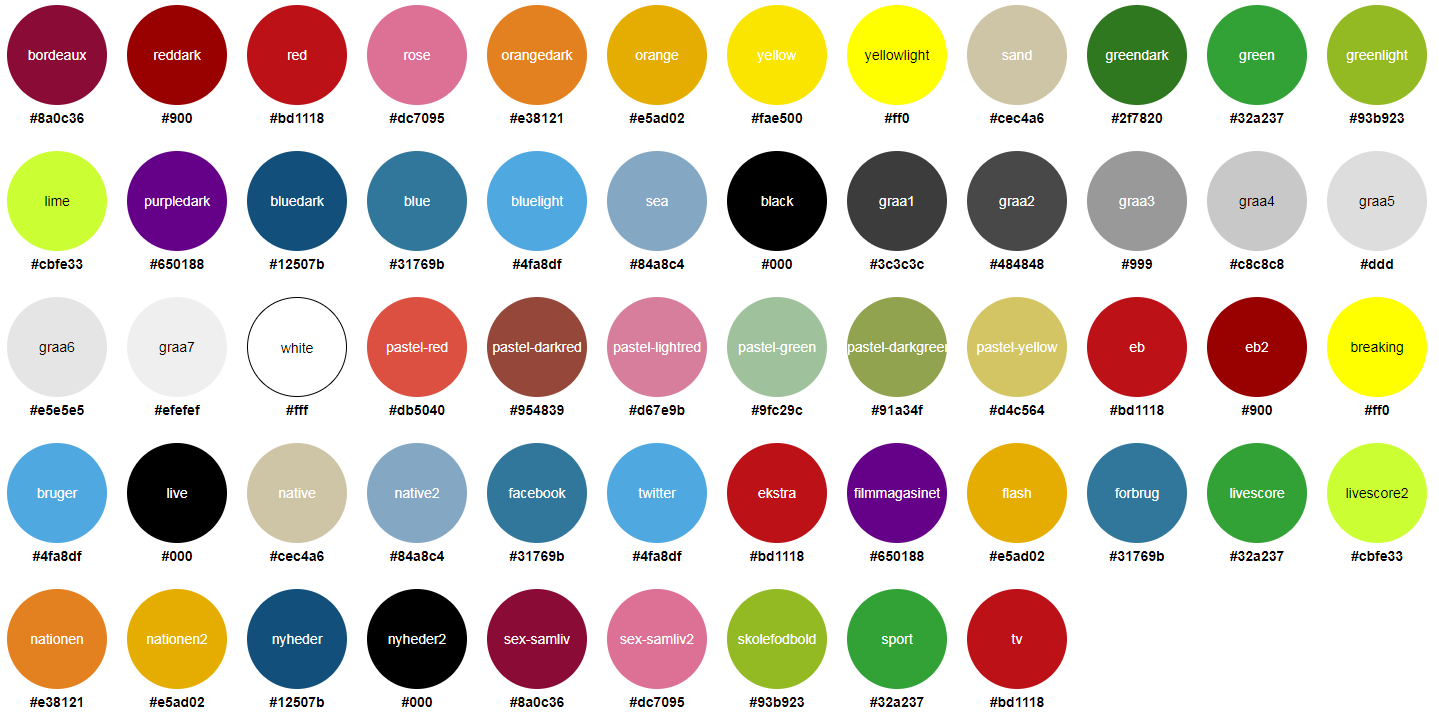 bordeaux reddark red rose orangedark orange yellow yellowlight sand greendark green greenlight
#8a0c36 #900 #bd1118 #dc7095 #e38121 #e5ad02 #fae500 #ff0 #cec4a6 #2f7820 #32a237 #93b923
lime purpledark bluedark blue bluelight sea black graa1 graa2 graa3 graa4 graa5
#cbfe33 #650188 #12507b #31769b #4fa8df #84a8c4 #000 #3c3c3c #484848 #999 #c8c8c8 #ddd
graa6 graa7 white pastel-red pastel-darkred pastel-lightred pastel-green pastel-darkgreen pastel-yellow eb eb2 breaking
#e5e5e5 #efefef #fff #db5040 #954839 #d67e9b #9fc29c #91a34f #d4c564 #bd1118 #900 #ff0
bruger live native native2 facebook twitter ekstra filmmagasinet flash forbrug livescore livescore2
#4fa8df #000 #cec4a6 #84a8c4 #31769b #4fa8df #bd1118 #650188 #e5ad02 #31769b #32a237 #cbfe33
nationen nationen2 nyheder nyheder2 sex-samliv sex-samliv2 skolefodbold sport tv
#e38121 #e5ad02 #12507b #000 #8a0c36 #dc7095 #93b923 #32a237 #bd1118